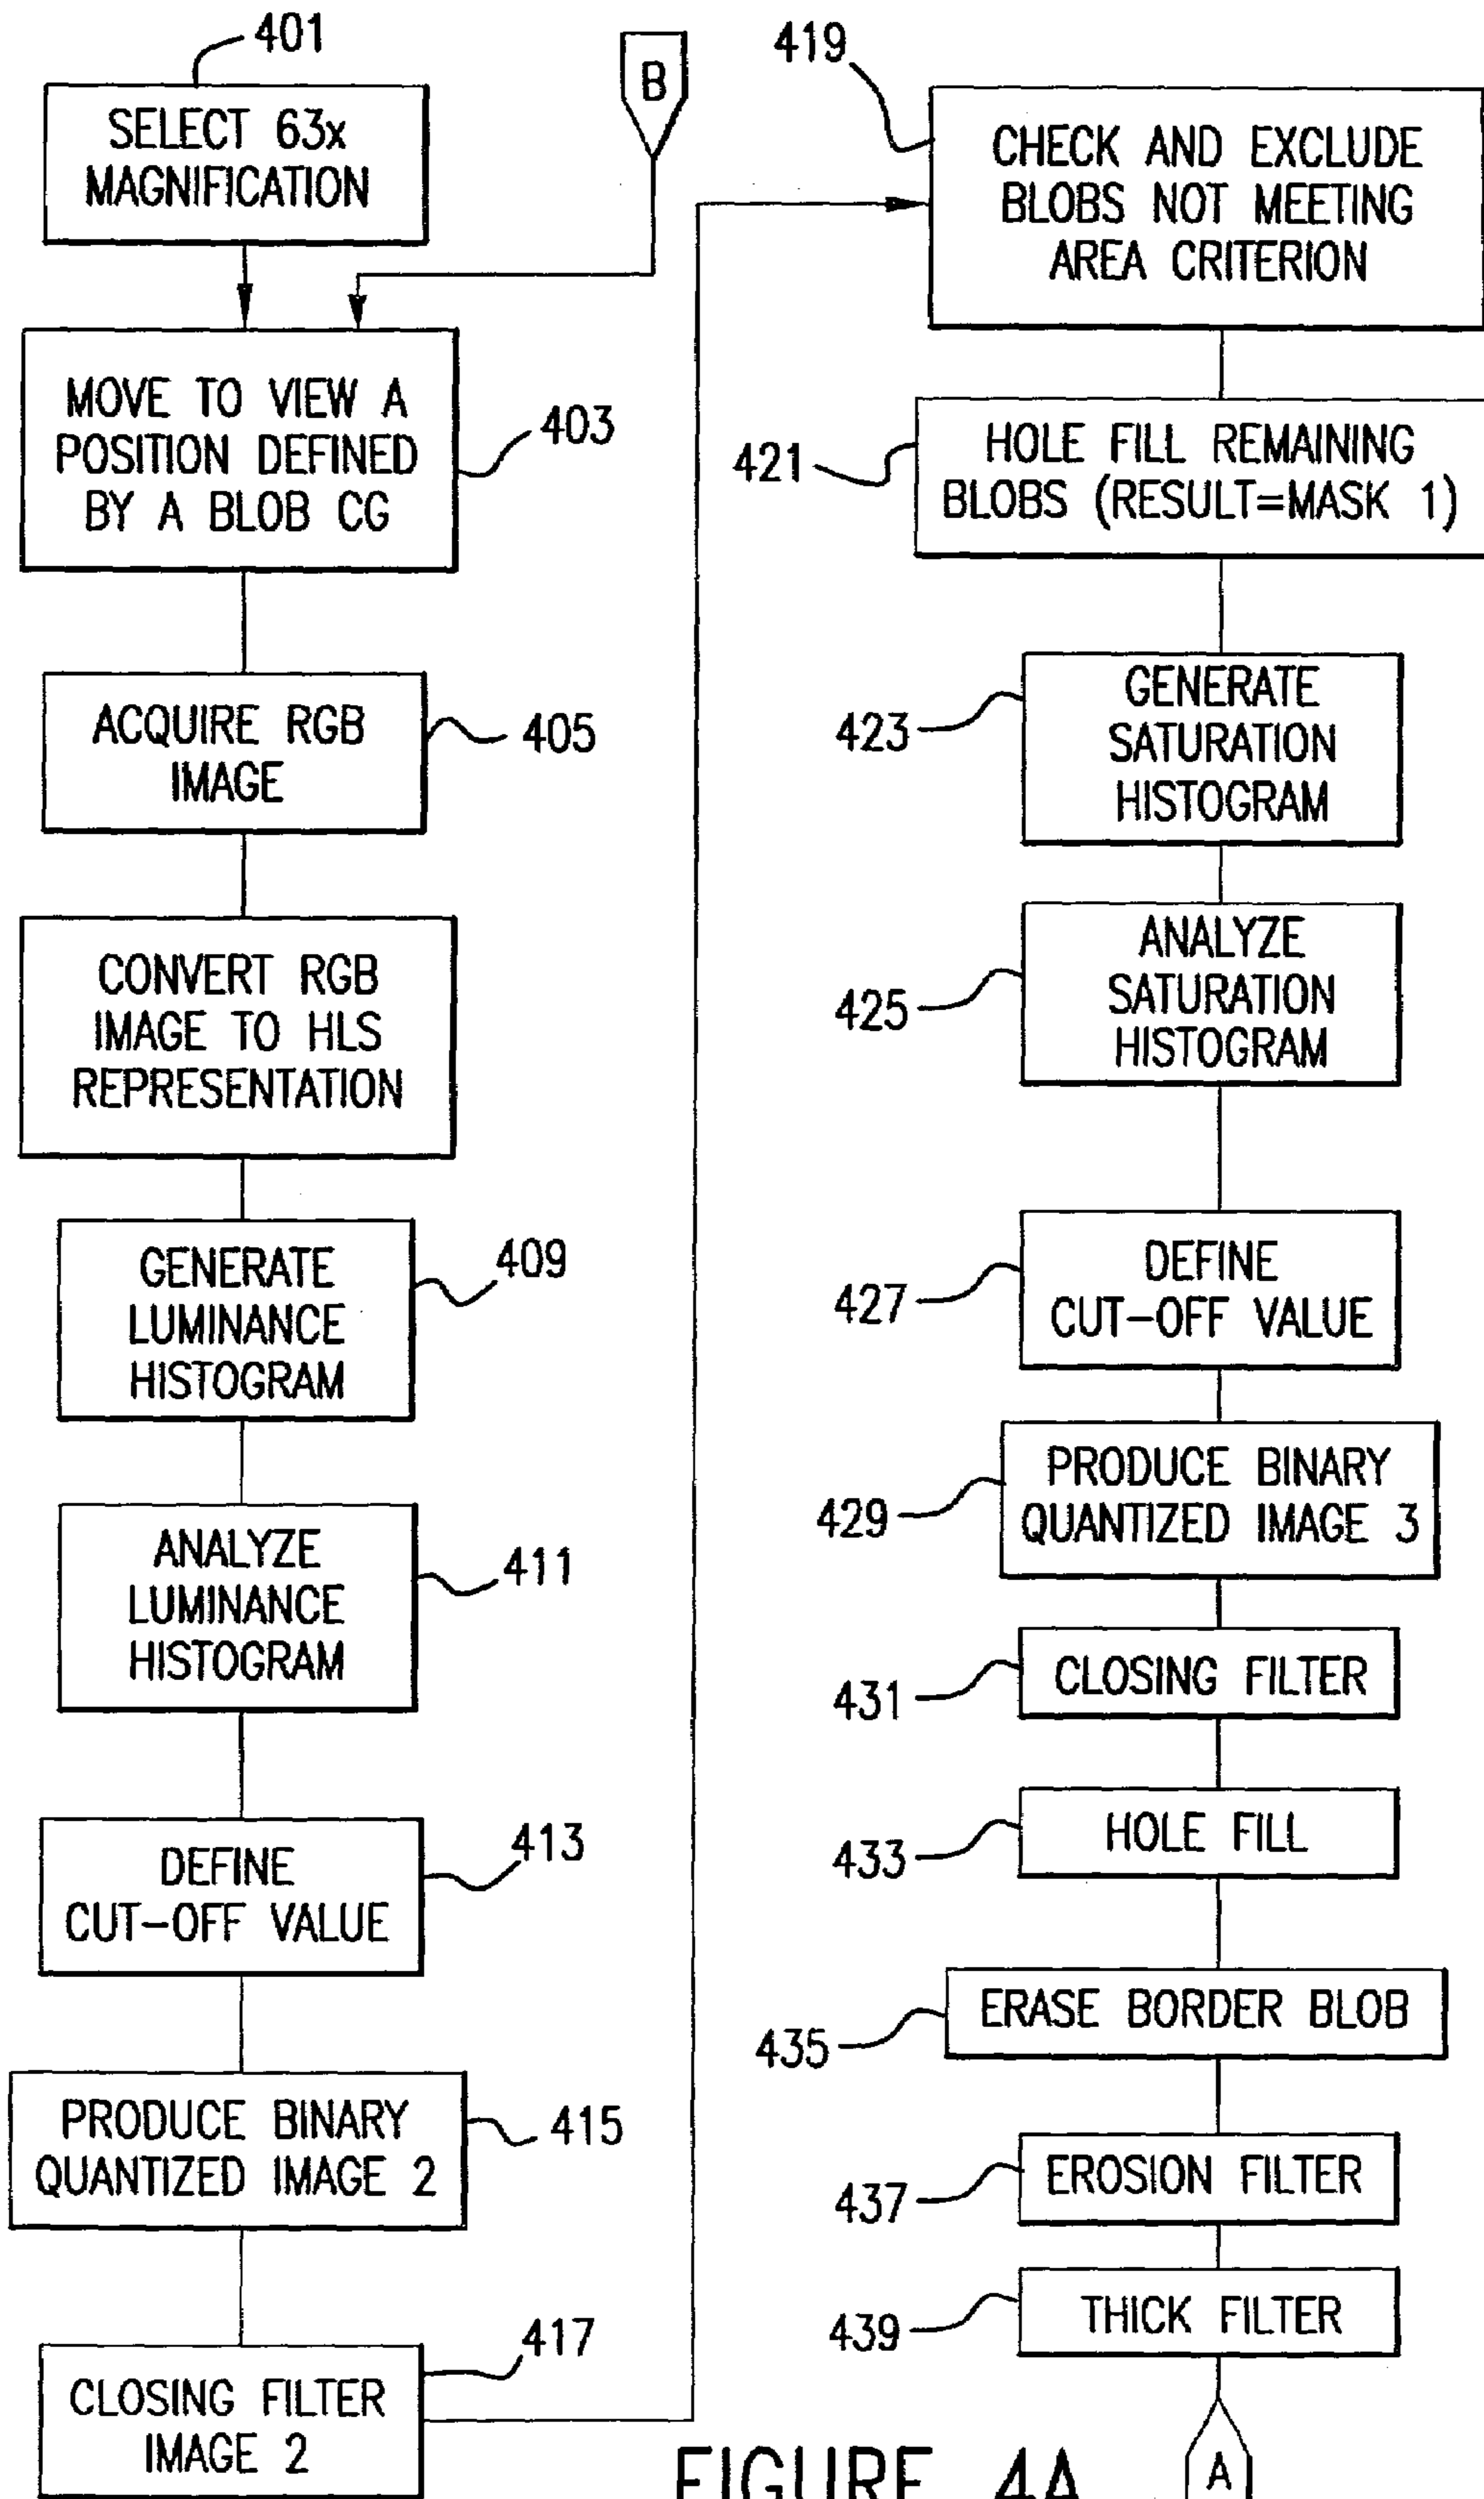 401
SELECT 63x
MAGNIFICATION
B
MOVE TO VIEW A
POSITION DEFINED
BY A BLOB CG
403
ACQUIRE RGB
IMAGE
405
CONVERT RGB
IMAGE TO HLS
REPRESENTATION
GENERATE
LUMINANCE
HISTOGRAM
409
ANALYZE
LUMINANCE
HISTOGRAM
411
DEFINE
CUT-OFF VALUE
413
PRODUCE BINARY
QUANTIZED IMAGE 2
415
CLOSING FILTER
IMAGE 2
417
419
CHECK AND EXCLUDE
BLOBS NOT MEETING
AREA CRITERION
421
HOLE FILL REMAINING
BLOBS (RESULT=MASK 1)
423
GENERATE
SATURATION
HISTOGRAM
425
ANALYZE
SATURATION
HISTOGRAM
427
DEFINE
CUT-OFF VALUE
429
PRODUCE BINARY
QUANTIZED IMAGE 3
431
CLOSING FILTER
433
HOLE FILL
435
ERASE BORDER BLOB
437
EROSION FILTER
439
THICK FILTER
A
FIGURE 4A